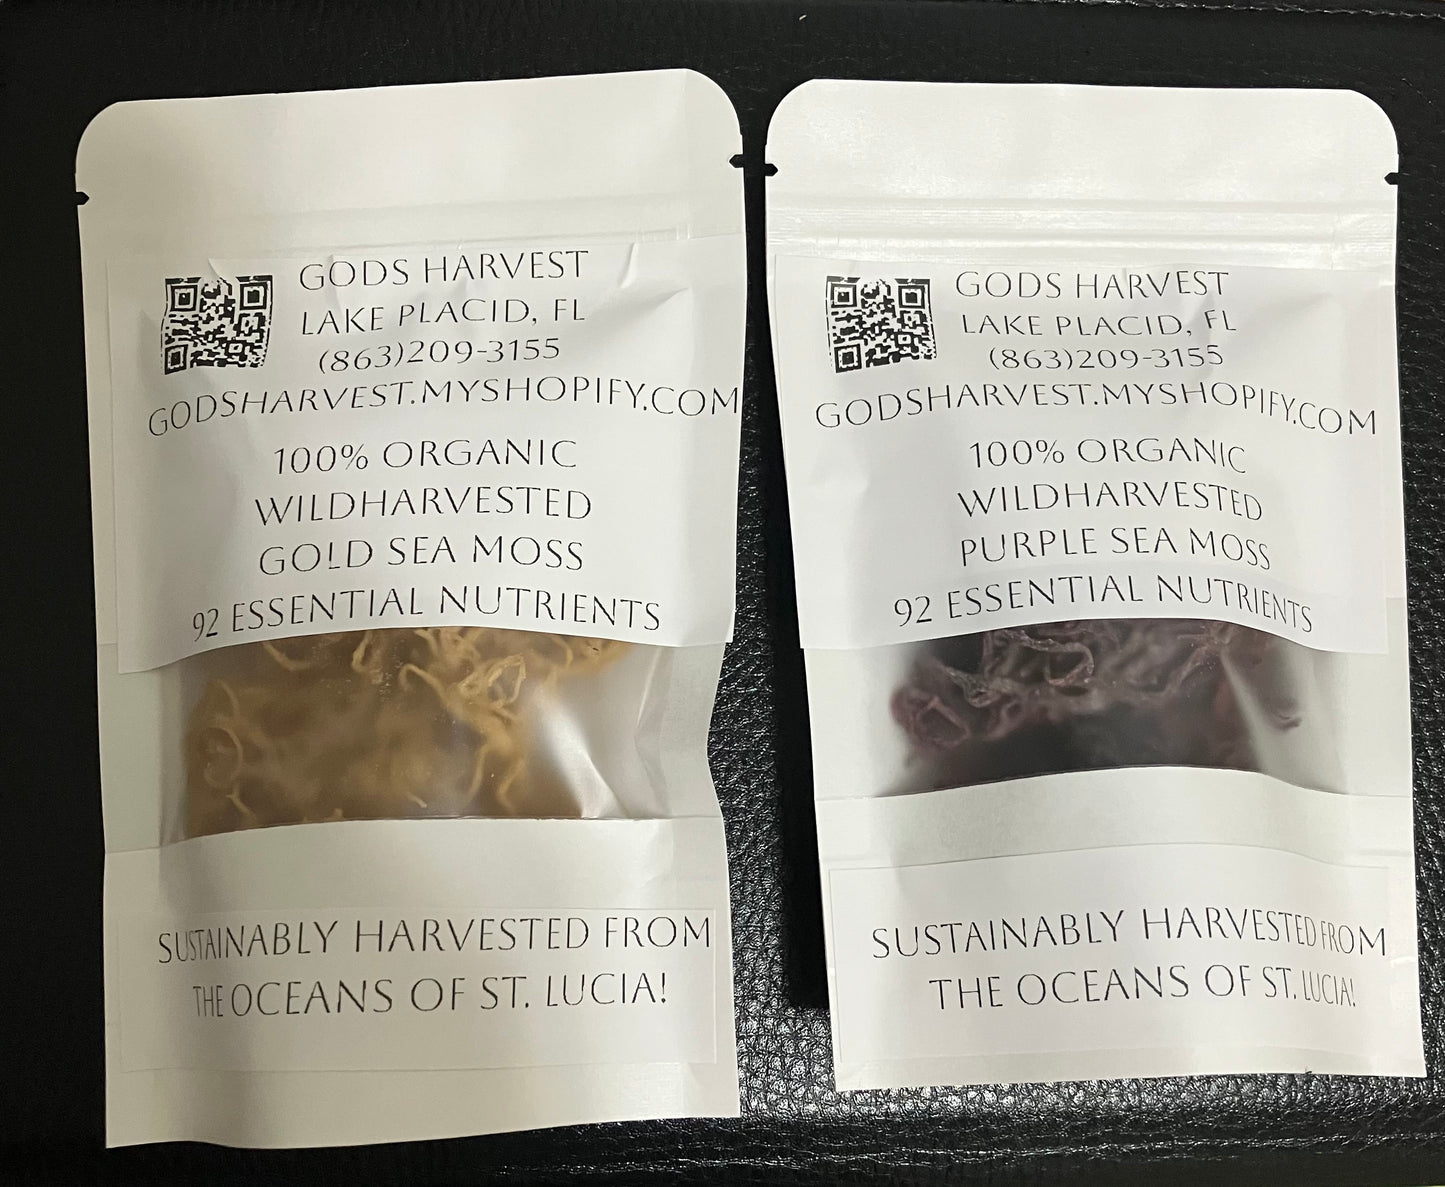 GODS HARVEST
LAKE PLACID, FL
(863)209-3155
GODSHARVEST.MYSHOPIFY.COM
100% ORGANIC
WILDHARVESTED
GOLD SEA MOSS
92 ESSENTIAL NUTRIENTS
SUSTAINABLY HARVESTED FROM
THE OCEANS OF ST. LUCIA!
GODS HARVEST
LAKE PLACID, FL
(863)209-3155
GODSHARVEST.MYSHOPIFY.COM
100% ORGANIC
WILDHARVESTED
PURPLE SEA MOSS
92 ESSENTIAL NUTRIENTS
SUSTAINABLY HARVESTED FROM
THE OCEANS OF ST. LUCIA!